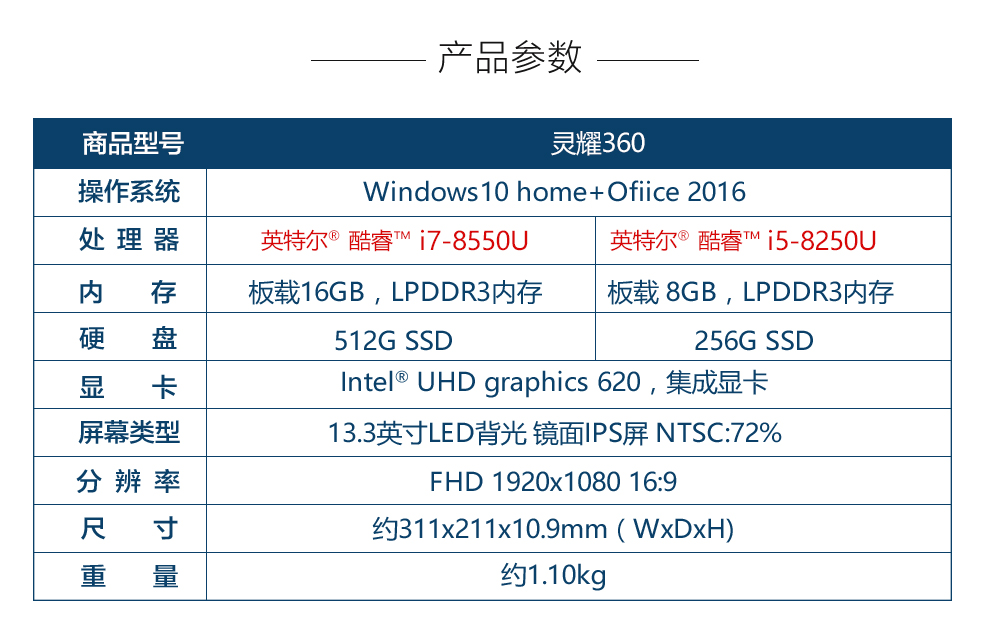 产品参数
商品型号 灵耀360
操作系统 Windows10 home+Ofiice 2016
处理器 英特尔® 酷睿™ i7-8550U 英特尔® 酷睿™ i5-8250U
内存 板载16GB，LPDDR3内存 板载 8GB，LPDDR3内存
硬盘 512G SSD 256G SSD
显卡 Intel® UHD graphics 620，集成显卡
屏幕类型 13.3英寸LED背光 镜面IPS屏 NTSC:72%
分辨率 FHD 1920x1080 16:9
尺寸 约311x211x10.9mm（WxDxH)
重量 约1.10kg